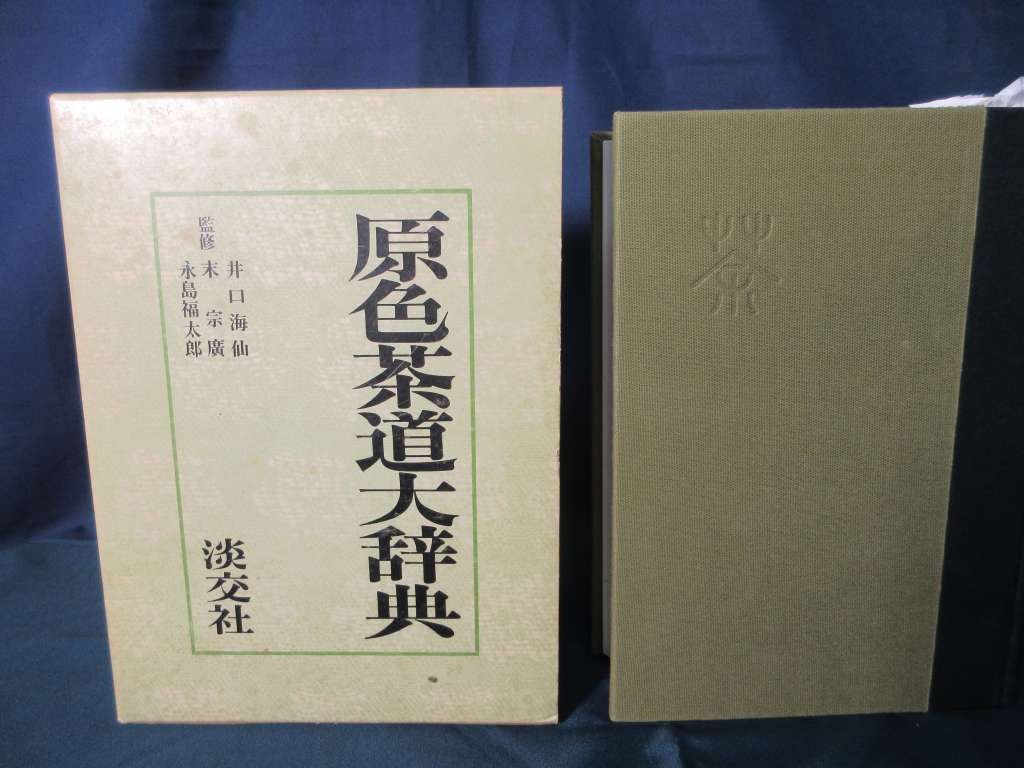 原色茶道大辞典
井口海仙
監修 末 宗廣
永島福太郎
淡交社
茶